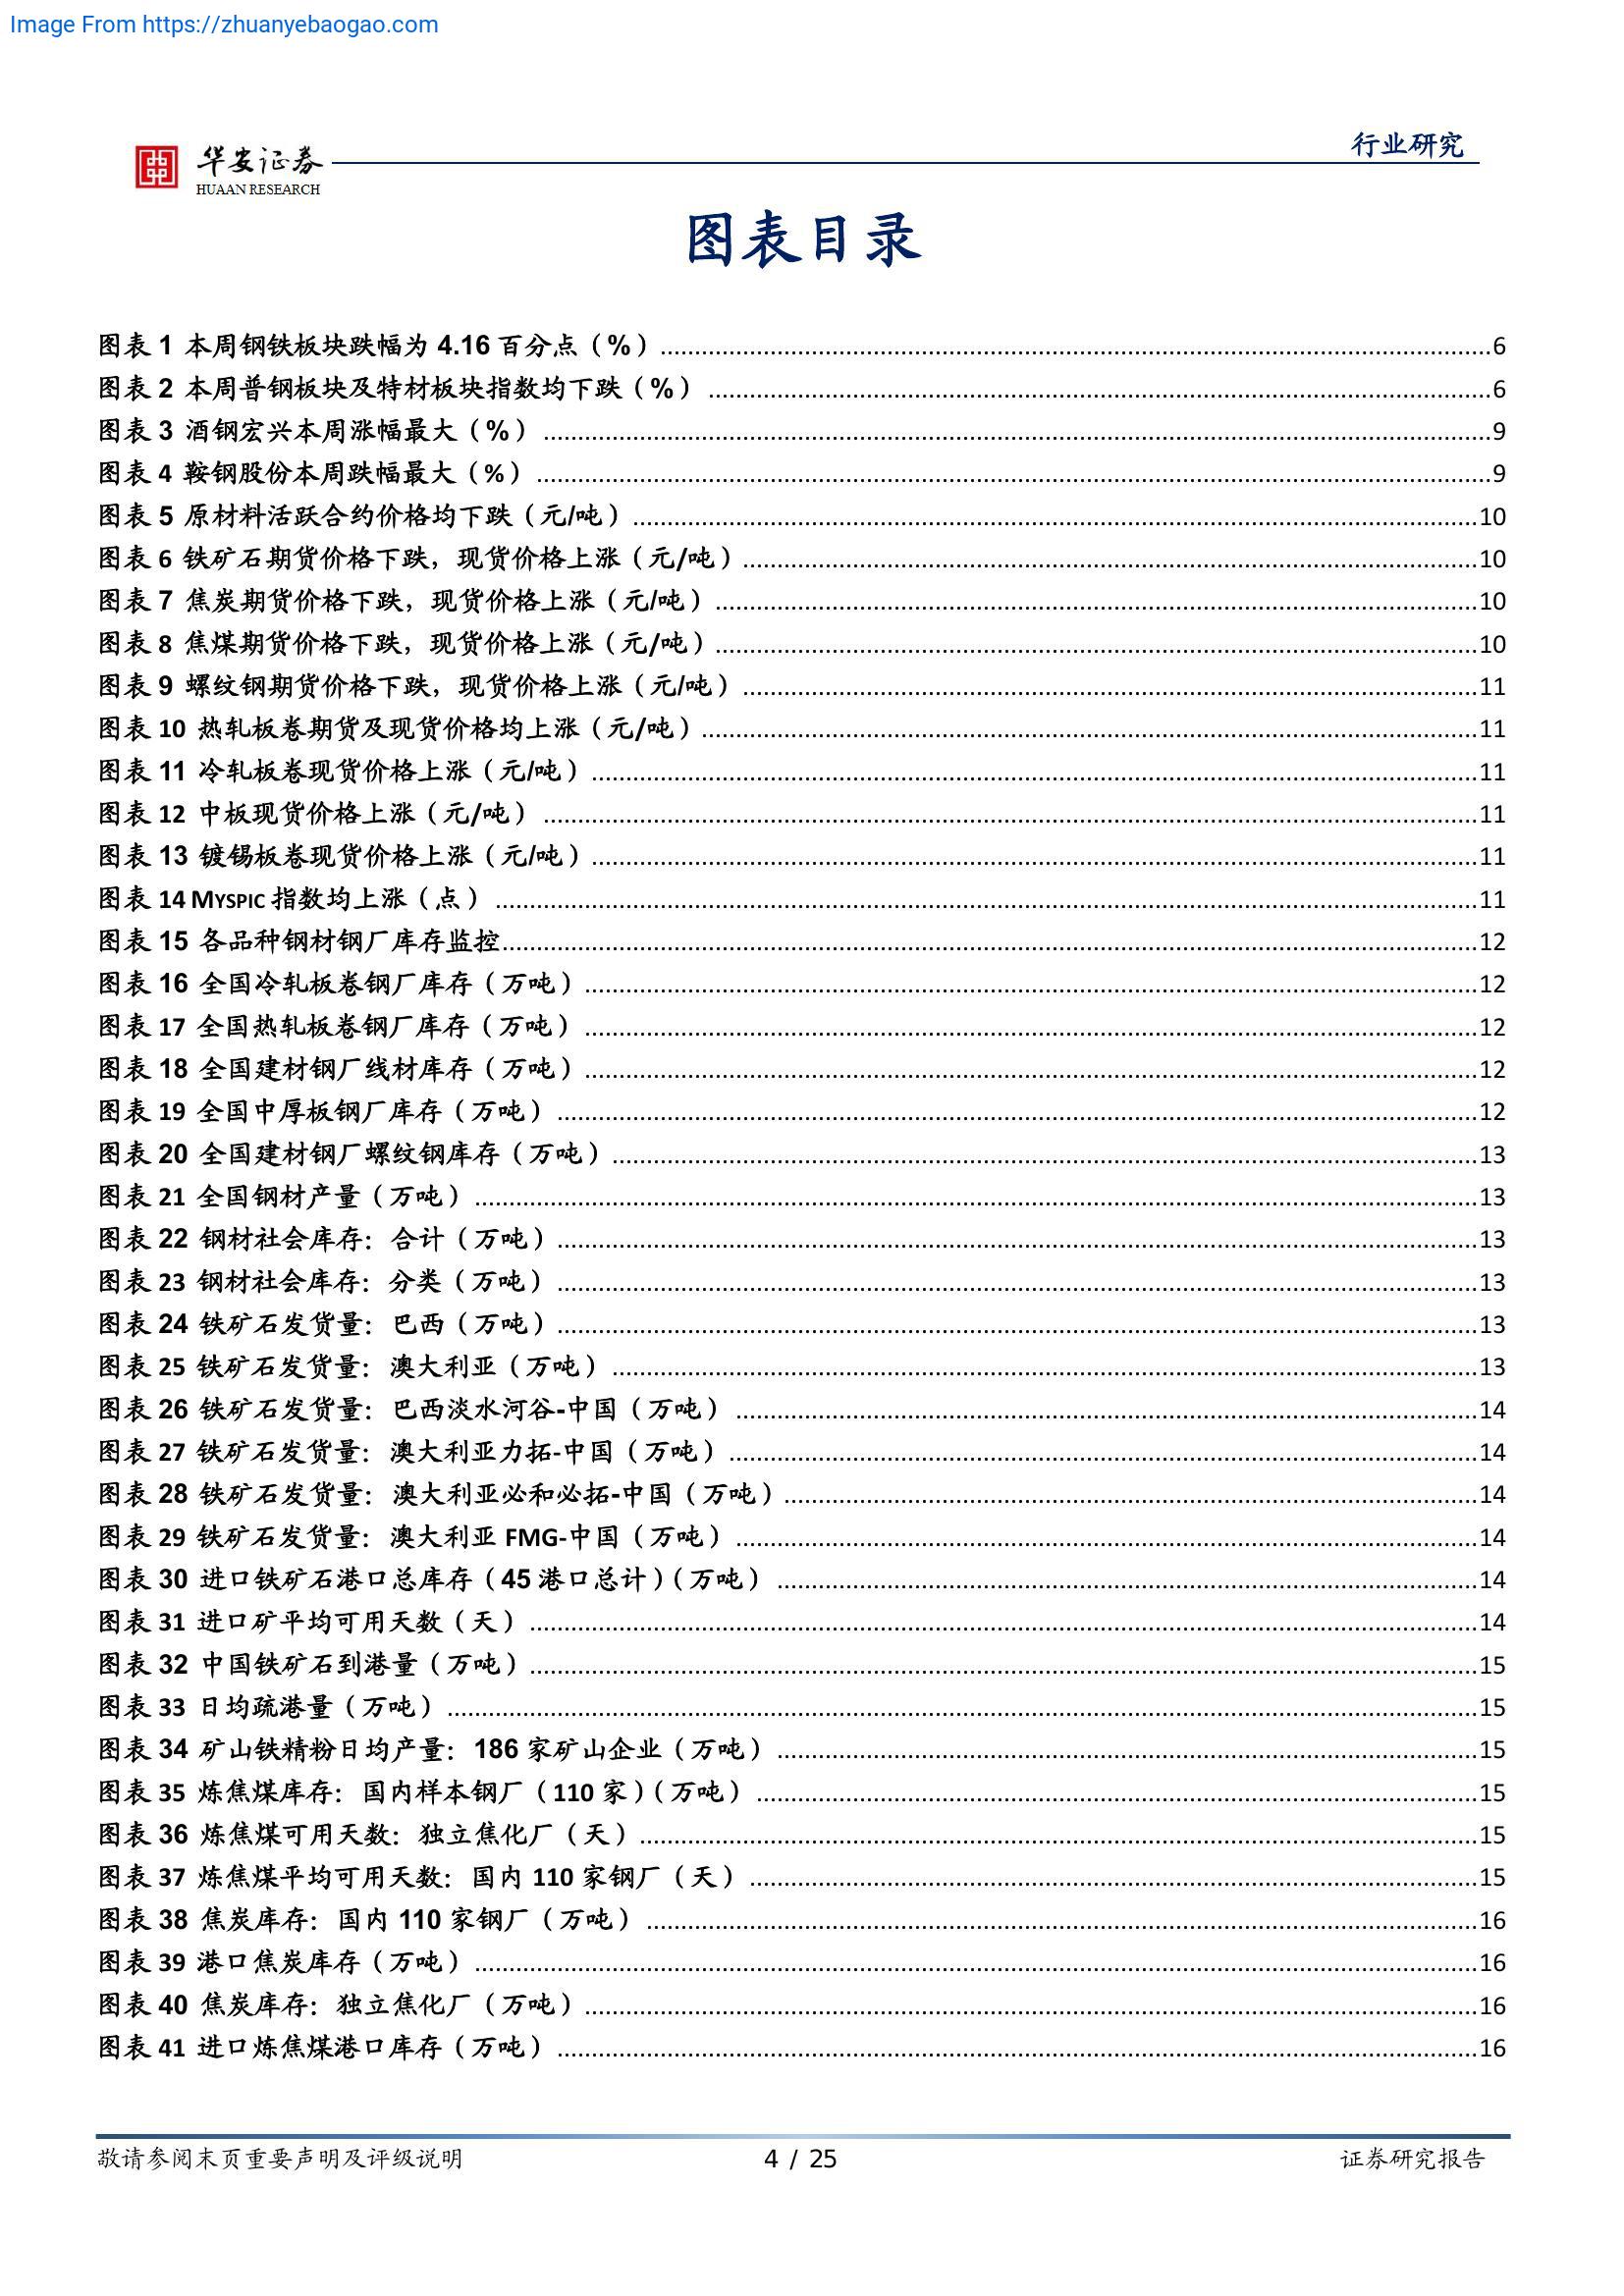 Image From https://zhuanyebaogao.com
行业研究
华安证券
HUAAN RESEARCH
图表目录
图表 1 本周钢铁板块跌幅为 4.16 百分点（%）6
图表 2 本周普钢板块及特材板块指数均下跌（%）6
图表 3 酒钢宏兴本周涨幅最大（%）9
图表 4 鞍钢股份本周跌幅最大（%）9
图表 5 原材料活跃合约价格均下跌（元/吨）10
图表 6 铁矿石期货价格下跌，现货价格上涨（元/吨）10
图表 7 焦炭期货价格下跌，现货价格上涨（元/吨）10
图表 8 焦煤期货价格下跌，现货价格上涨（元/吨）10
图表 9 螺纹钢期货价格下跌，现货价格上涨（元/吨）11
图表 10 热轧板卷期货及现货价格均上涨（元/吨）11
图表 11 冷轧板卷现货价格上涨（元/吨）11
图表 12 中板现货价格上涨（元/吨）11
图表 13 镀锡板卷现货价格上涨（元/吨）11
图表 14 MYSPIC 指数均上涨（点）11
图表 15 各品种钢材钢厂库存监控12
图表 16 全国冷轧板卷钢厂库存（万吨）12
图表 17 全国热轧板卷钢厂库存（万吨）12
图表 18 全国建材钢厂线材库存（万吨）12
图表 19 全国中厚板钢厂库存（万吨）12
图表 20 全国建材钢厂螺纹钢库存（万吨）13
图表 21 全国钢材产量（万吨）13
图表 22 钢材社会库存：合计（万吨）13
图表 23 钢材社会库存：分类（万吨）13
图表 24 铁矿石发货量：巴西（万吨）13
图表 25 铁矿石发货量：澳大利亚（万吨）13
图表 26 铁矿石发货量：巴西淡水河谷-中国（万吨）14
图表 27 铁矿石发货量：澳大利亚力拓-中国（万吨）14
图表 28 铁矿石发货量：澳大利亚必和必拓-中国（万吨）14
图表 29 铁矿石发货量：澳大利亚 FMG-中国（万吨）14
图表 30 进口铁矿石港口总库存（45 港口总计）（万吨）14
图表 31 进口矿平均可用天数（天）14
图表 32 中国铁矿石到港量（万吨）15
图表 33 日均疏港量（万吨）15
图表 34 矿山铁精粉日均产量：186 家矿山企业（万吨）15
图表 35 炼焦煤库存：国内样本钢厂（110 家）（万吨）15
图表 36 炼焦煤可用天数：独立焦化厂（天）15
图表 37 炼焦煤平均可用天数：国内 110 家钢厂（天）15
图表 38 焦炭库存：国内 110 家钢厂（万吨）16
图表 39 港口焦炭库存（万吨）16
图表 40 焦炭库存：独立焦化厂（万吨）16
图表 41 进口炼焦煤港口库存（万吨）16
敬请参阅末页重要声明及评级说明 4 / 25 证券研究报告